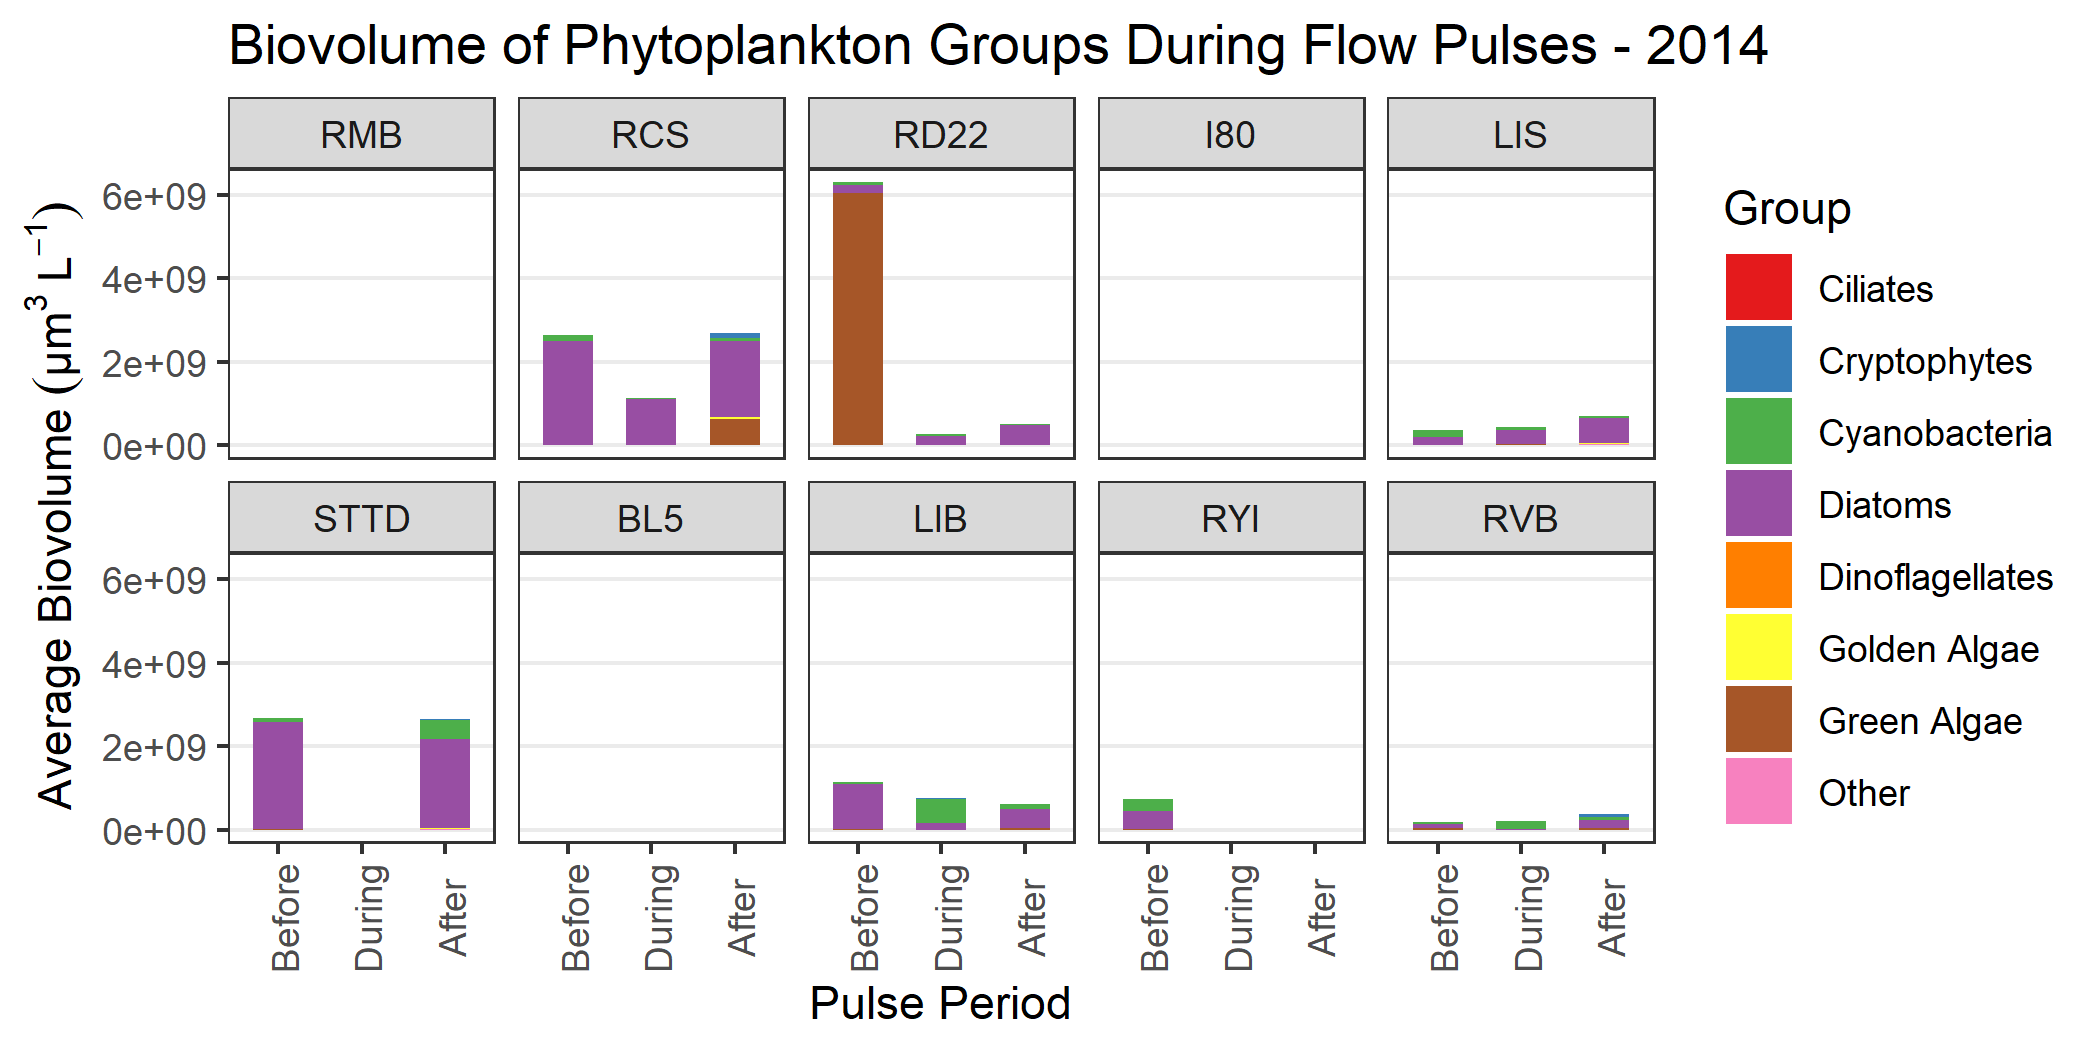 Biovolume of Phytoplankton Groups During Flow Pulses - 2014
RMB
RCS
RD22
I80
LIS
6e+09
4e+09
2e+09
0e+00
STTD
BL5
LIB
RYI
RVB
6e+09
4e+09
2e+09
0e+00
Before
During
After
Before
During
After
Before
During
After
Before
During
After
Before
During
After
Pulse Period
Average Biovolume (μm³ L⁻¹)
Group
Ciliates
Cryptophytes
Cyanobacteria
Diatoms
Dinoflagellates
Golden Algae
Green Algae
Other